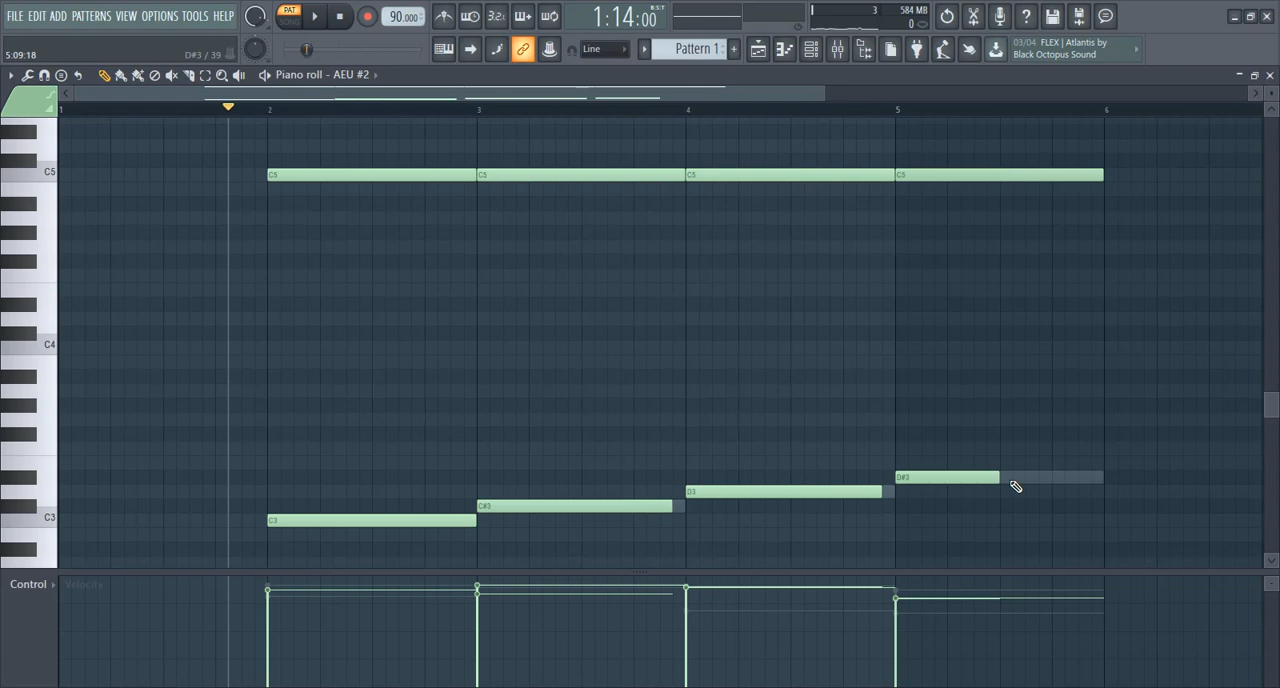 FILE EDIT ADD PATTERNS VIEW OPTIONS TOOLS HELP
PAT
SONG
90.000
3.2.
1:14:00
B:S:T
3
584 MB
0
5:09:18
D#3 / 39
Line
Pattern 1
03/04 FLEX | Atlantis by
Black Octopus Sound
Piano roll - AEU #2
1 2 3 4 5 6
C5
C5 C5 C5 C5
C4
D#3
D3
C#3
C3
C3
Control
Velocity